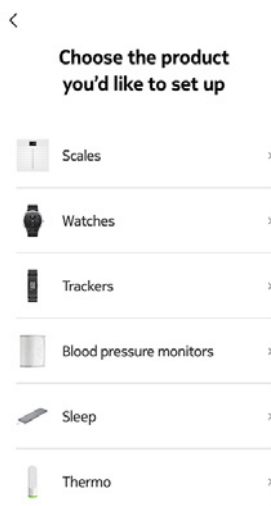 Choose the product
you'd like to set up
Scales
Watches
Trackers
Blood pressure monitors
Sleep
Thermo